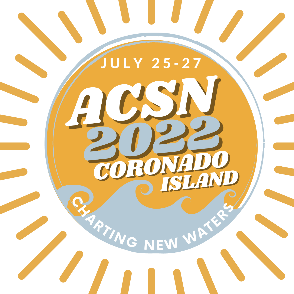 JULY 25-27
ACSN
2022
CORONADO
ISLAND
CHARTING NEW WATERS